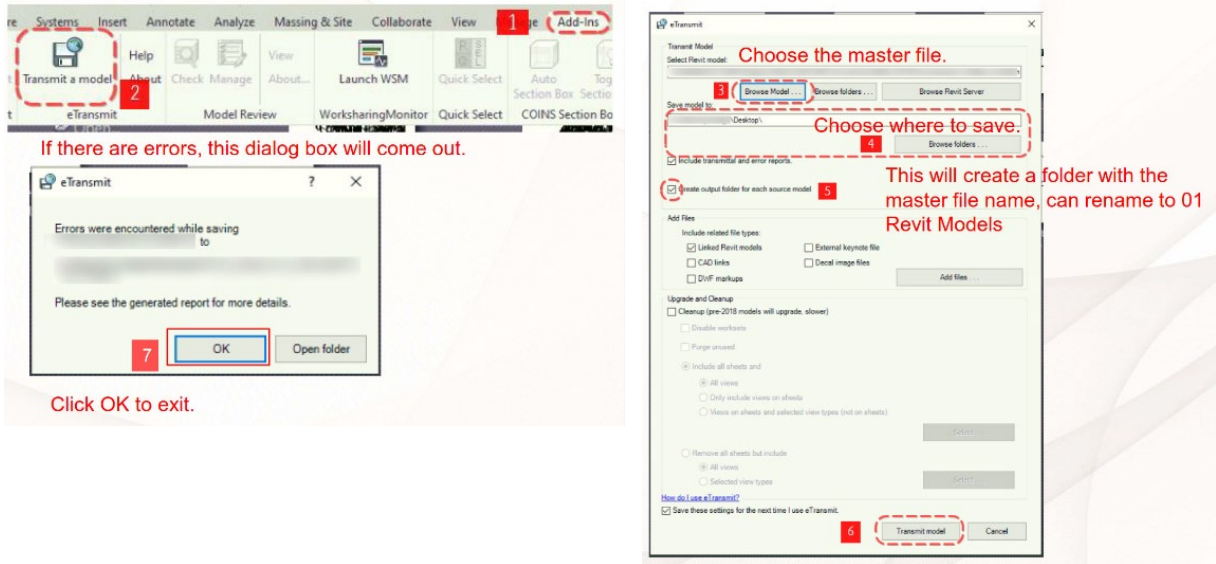 re Systems Insert Annotate Analyze Massing & Site Collaborate View ge Add-Ins
1
Transmit a model
2
Help
About
Check Manage
View
About...
Launch WSM
Quick Select
Auto
Section Box
Tog
Sectio
eTransmit
Model Review
WorksharingMonitor
Quick Select
COINS Section Bo
Open
If there are errors, this dialog box will come out.
eTransmit ? ×
Errors were encountered while saving
to
Please see the generated report for more details.
7
OK
Open folder
Click OK to exit.
eTransmit ×
Transmit Model
Select Revit model:
Choose the master file.
3
Browse Model . . .
Browse folders . . .
Browse Revit Server
Save model to:
\Desktop\
Choose where to save.
4
Browse folders . . .
Include transmittal and error reports.
Create output folder for each source model
5
This will create a folder with the
master file name, can rename to 01
Revit Models
Add Files
Include related file types:
Linked Revit models
External keynote file
CAD links
Decal image files
DWF markups
Add files . . .
Upgrade and Cleanup
Cleanup (pre-2018 models will upgrade, slower)
Disable worksets
Purge unused
Include all sheets and
All views
Only include views on sheets
Views on sheets and selected view types (not on sheets)
Select . . .
Remove all sheets but include
All views
Selected view types
Select . . .
How do I use eTransmit?
Save these settings for the next time I use eTransmit.
6
Transmit model
Cancel